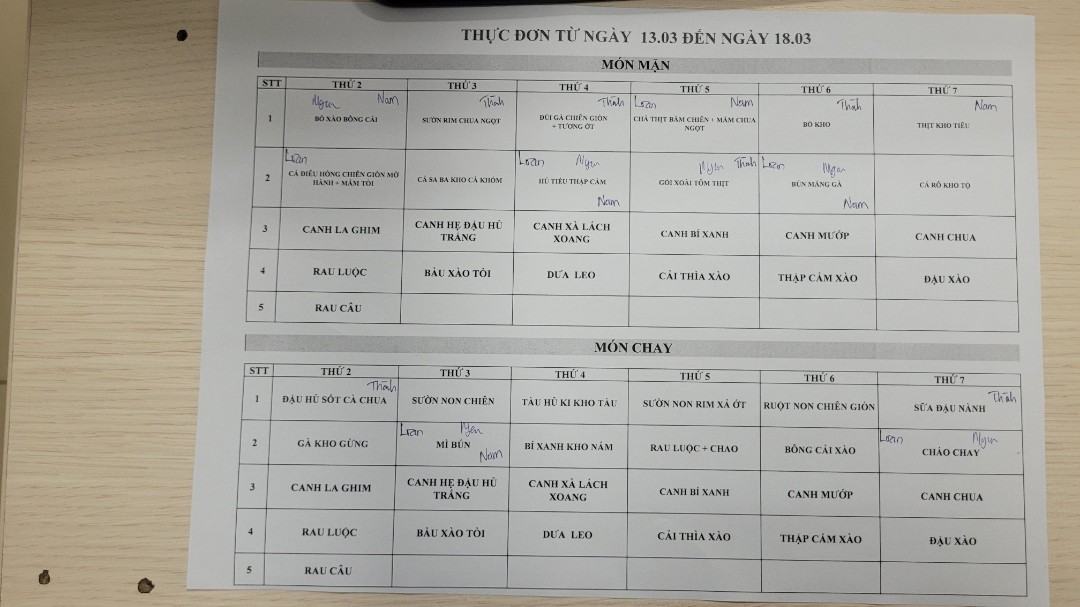 THỰC ĐƠN TỪ NGÀY 13.03 ĐẾN NGÀY 18.03
MÓN MẶN
STT THỨ 2 THỨ 3 THỨ 4 THỨ 5 THỨ 6 THỨ 7
Ngân Nam Thành Thành Loan Nam Thành Nam
1 BÒ XÀO BÔNG CẢI SƯỜN RIM CHUA NGỌT ĐÙI GÀ CHIÊN GIÒN CHẢ THỊT BẰM CHIÊN + MẮM CHUA BÒ KHO THỊT KHO TIÊU
+ TƯƠNG ỚT NGỌT
Loan Loan Ngân Ngân Thành Loan Ngân
2 CÁ DIÊU HỒNG CHIÊN GIÒN MỠ CÁ SA BA KHO CÀ KHÓM HỦ TIẾU THẬP CẨM GỎI XOÀI TÔM THỊT BÚN MĂNG GÀ CÁ RÔ KHO TỘ
HÀNH + MẮM TỎI
Nam Nam
3 CANH LA GHIM CANH HẸ ĐẬU HŨ CANH XÀ LÁCH CANH BÍ XANH CANH MƯỚP CANH CHUA
TRẮNG XOANG
4 RAU LUỘC BẦU XÀO TỎI DƯA LEO CẢI THÌA XÀO THẬP CẨM XÀO ĐẬU XÀO
5 RAU CÂU
MÓN CHAY
STT THỨ 2 THỨ 3 THỨ 4 THỨ 5 THỨ 6 THỨ 7
Thành Thành
1 ĐẬU HŨ SỐT CÀ CHUA SƯỜN NON CHIÊN TÀU HŨ KI KHO TÀU SƯỜN NON RIM XẢ ỚT RUỘT NON CHIÊN GIÒN SỮA ĐẬU NÀNH
Loan Loan Ngân
2 GÀ KHO GỪNG MÌ BÚN BÍ XANH KHO NẤM RAU LUỘC + CHAO BÔNG CẢI XÀO CHÁO CHAY
Nam
3 CANH LA GHIM CANH HẸ ĐẬU HŨ CANH XÀ LÁCH CANH BÍ XANH CANH MƯỚP CANH CHUA
TRẮNG XOANG
4 RAU LUỘC BẦU XÀO TỎI DƯA LEO CẢI THÌA XÀO THẬP CẨM XÀO ĐẬU XÀO
5 RAU CÂU